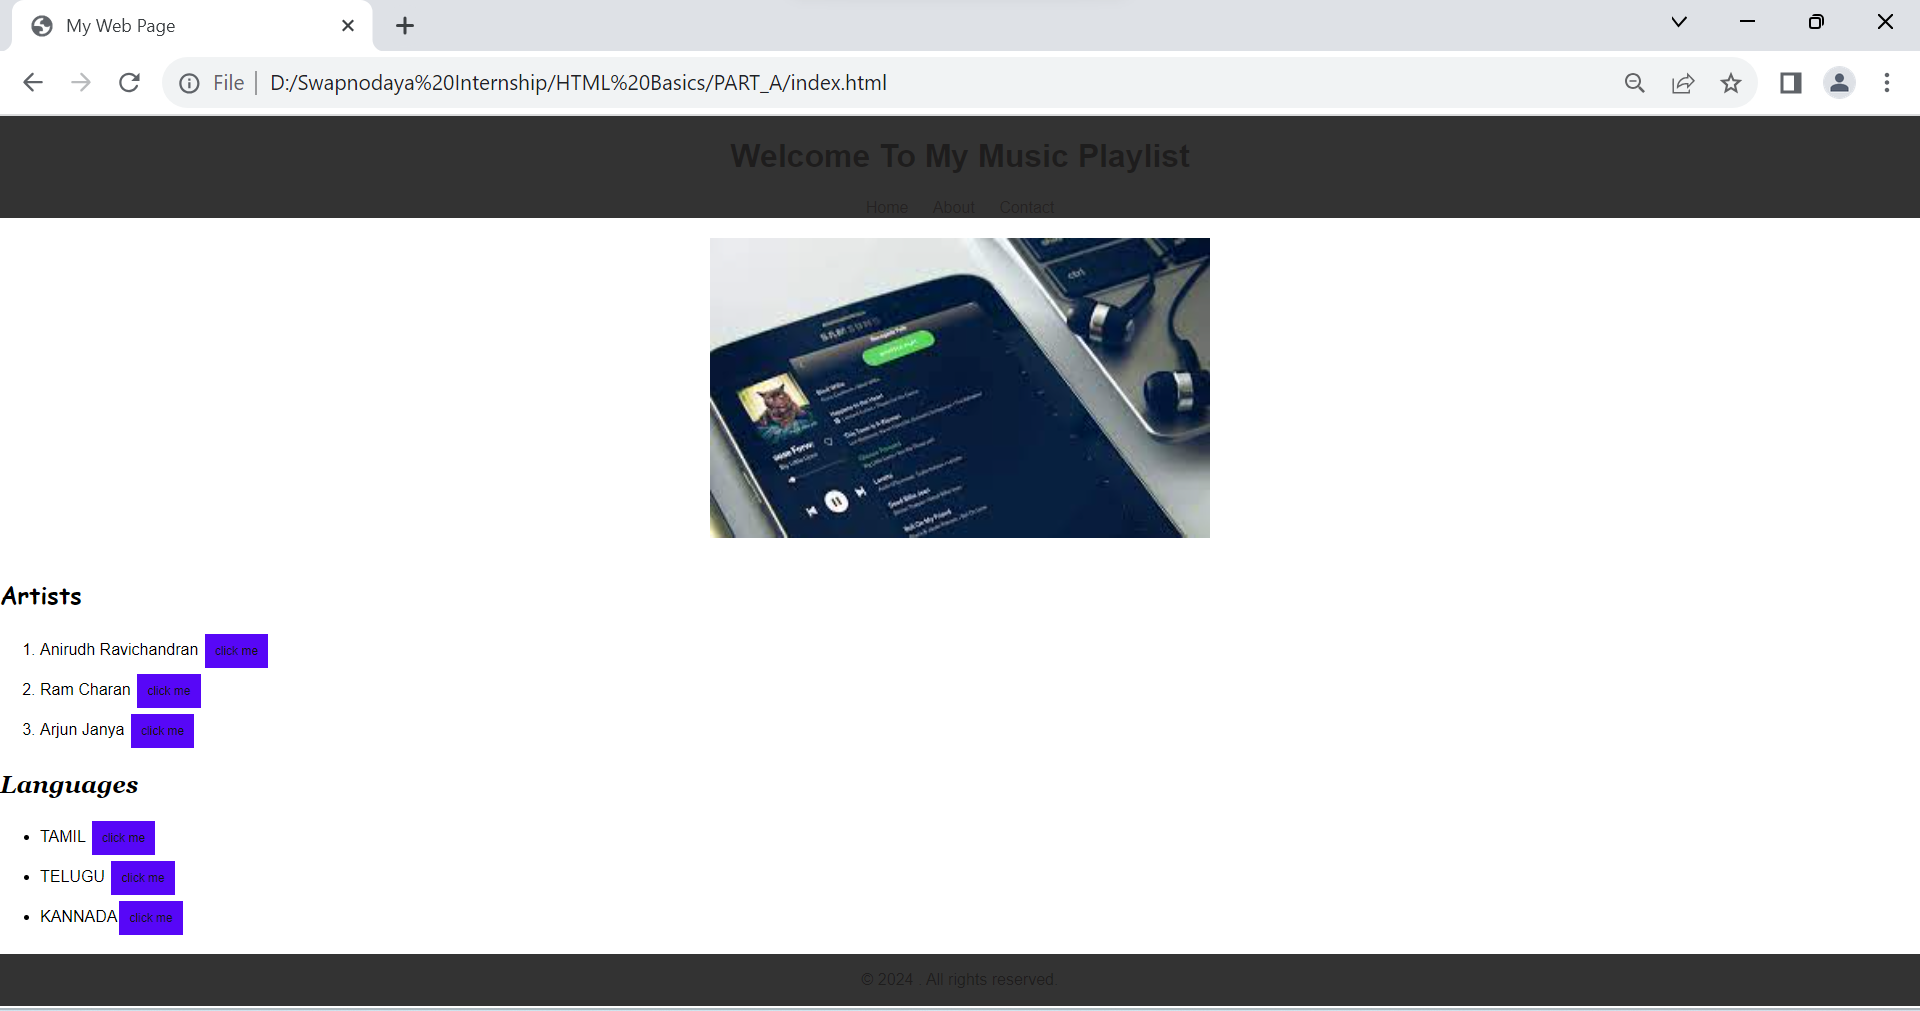 My Web Page
File | D:/Swapnodaya%20Internship/HTML%20Basics/PART_A/index.html
Welcome To My Music Playlist
Home About Contact
SAMSUNG
ctrl
Artists
1. Anirudh Ravichandran click me
2. Ram Charan click me
3. Arjun Janya click me
Languages
• TAMIL click me
• TELUGU click me
• KANNADA click me
© 2024 . All rights reserved.